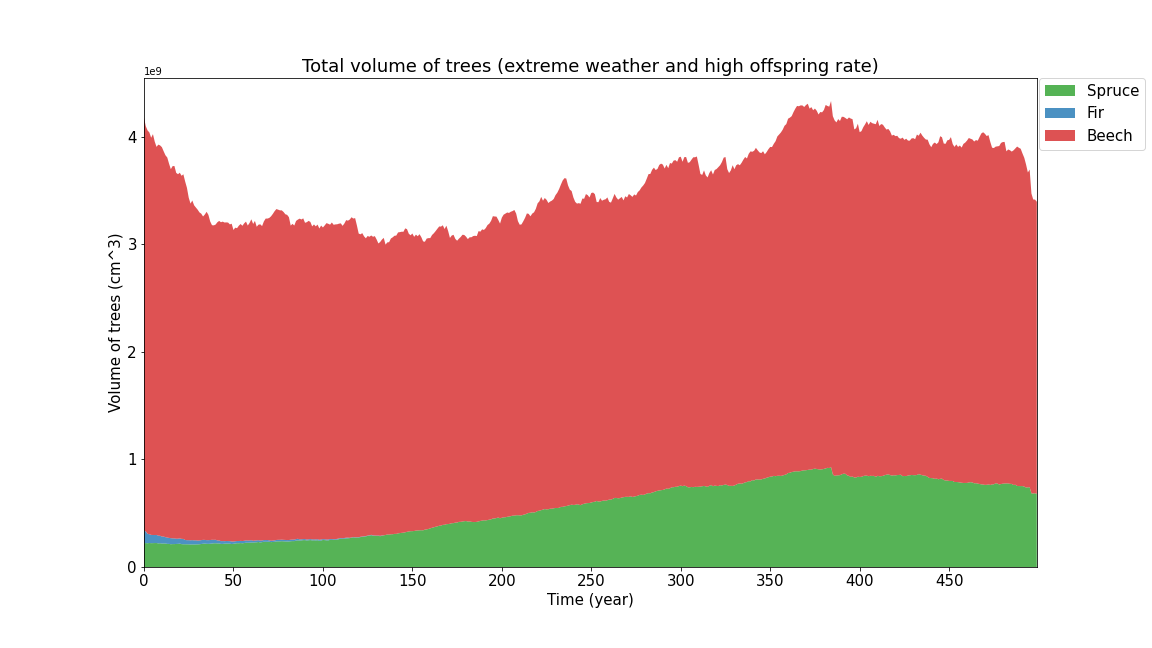 Total volume of trees (extreme weather and high offspring rate)
1e9
Spruce
Fir
Beech
4
3
2
1
0
Volume of trees (cm^3)
0 50 100 150 200 250 300 350 400 450
Time (year)